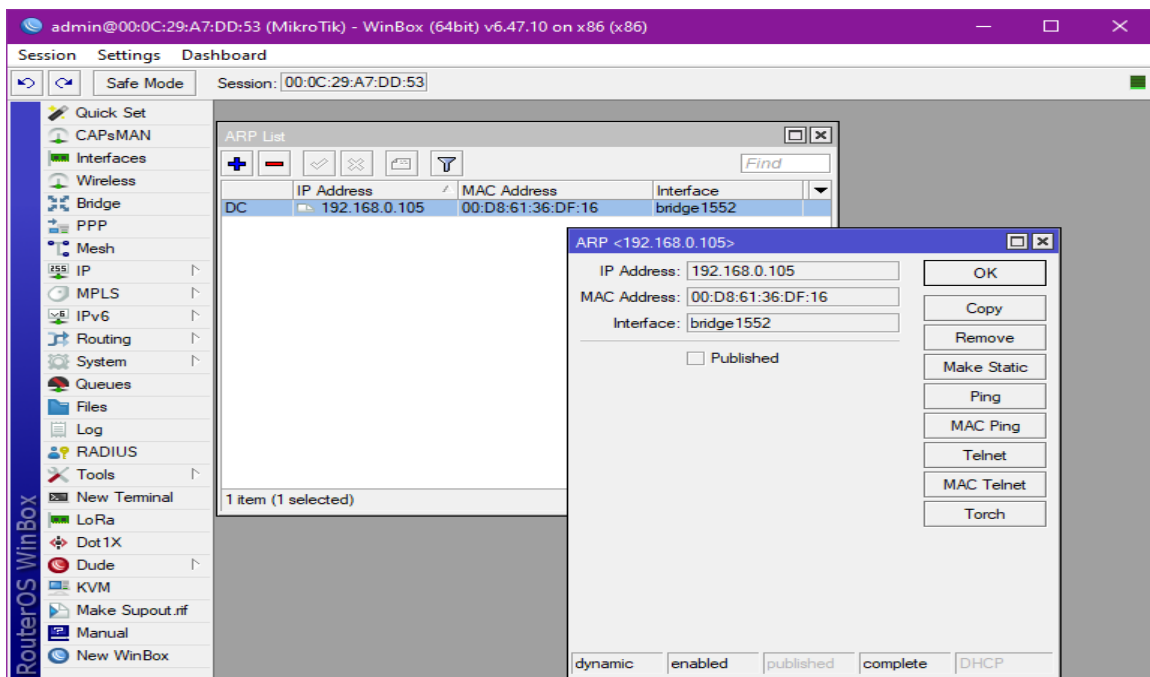 admin@00:0C:29:A7:DD:53 (MikroTik) - WinBox (64bit) v6.47.10 on x86 (x86)
Session Settings Dashboard
Safe Mode Session: 00:0C:29:A7:DD:53
Quick Set
CAPsMAN
Interfaces
Wireless
Bridge
PPP
Mesh
IP
MPLS
IPv6
Routing
System
Queues
Files
Log
RADIUS
Tools
New Terminal
LoRa
Dot1X
Dude
KVM
Make Supout.rif
Manual
New WinBox
RouterOS WinBox
ARP List
Find
IP Address MAC Address Interface
DC 192.168.0.105 00:D8:61:36:DF:16 bridge1552
1 item (1 selected)
ARP <192.168.0.105>
IP Address: 192.168.0.105
MAC Address: 00:D8:61:36:DF:16
Interface: bridge1552
Published
OK
Copy
Remove
Make Static
Ping
MAC Ping
Telnet
MAC Telnet
Torch
dynamic enabled published complete DHCP